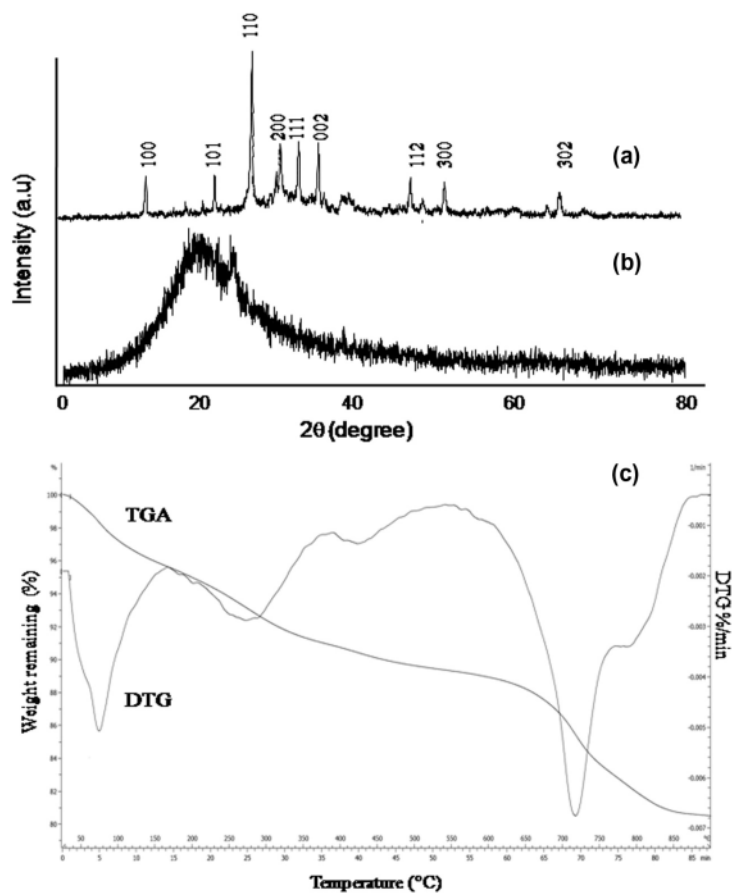 110
100
101
200
111
002
112
300
302
(a)
(b)
Intensity (a.u)
0 20 40 60 80
2θ (degree)
(c)
%
1/min
100
98
96
94
92
90
88
86
84
82
80
TGA
DTG
Weight remaining (%)
-0.001
-0.002
-0.003
-0.004
-0.005
-0.006
-0.007
DTG %/min
50 100 150 200 250 300 350 400 450 500 550 600 650 700 750 800 850 °C
0 5 10 15 20 25 30 35 40 45 50 55 60 65 70 75 80 85 min
Temperature (°C)